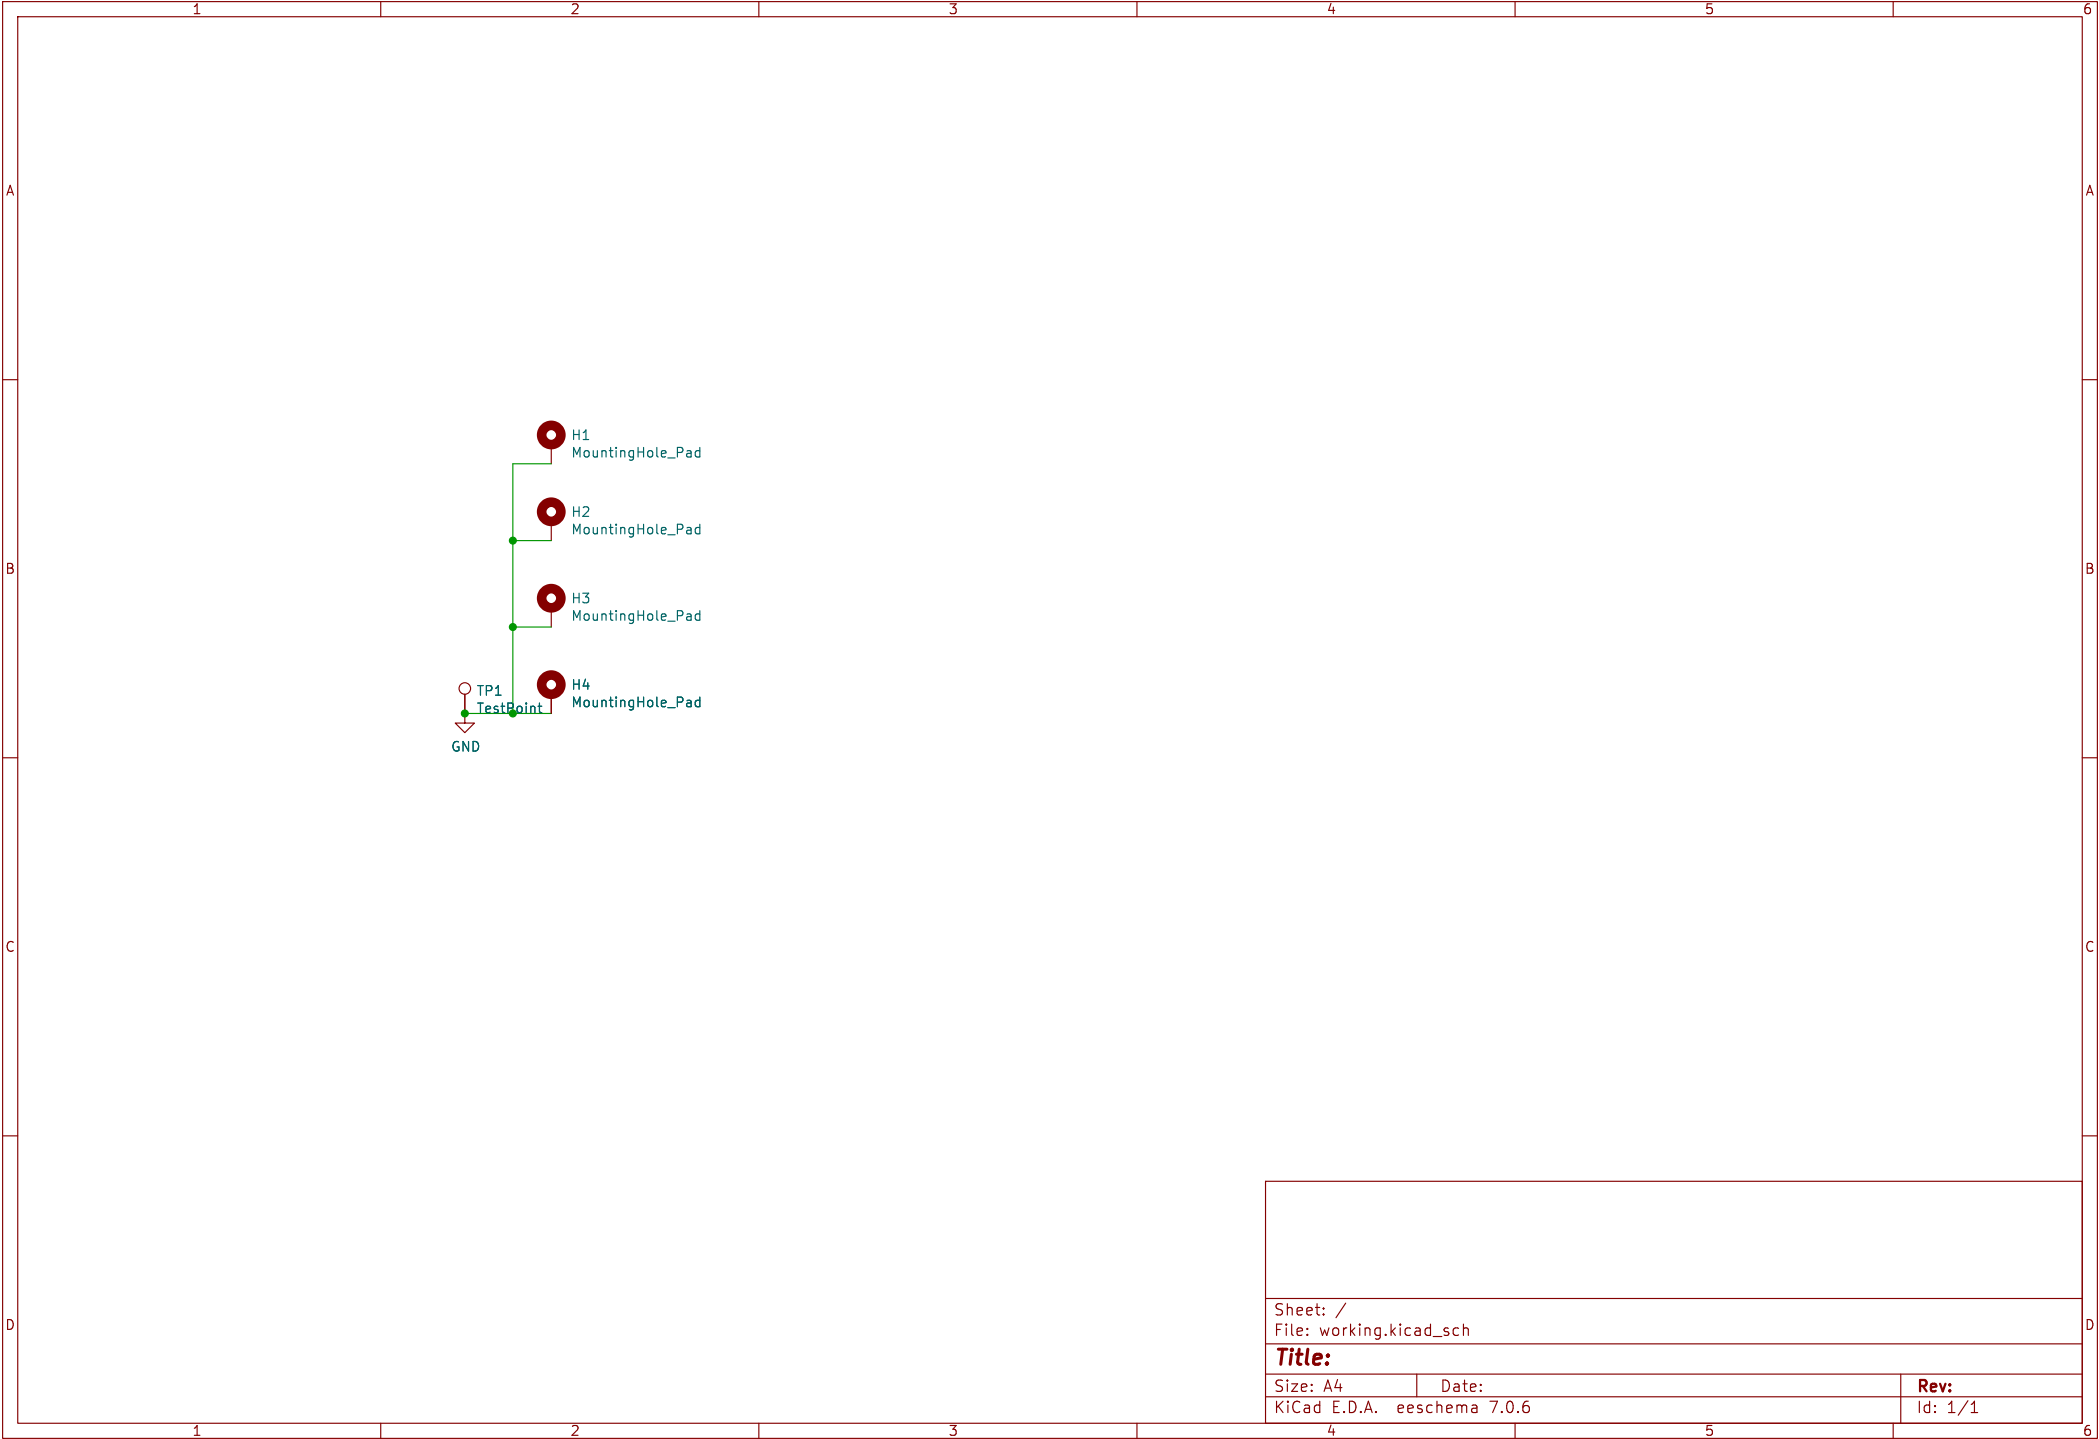 1 2 3 4 5 6
A A
H1
MountingHole_Pad
H2
MountingHole_Pad
B B
H3
MountingHole_Pad
TP1
TestPoint
H4
MountingHole_Pad
GND
C C
Sheet: /
File: working.kicad_sch
D D
Title:
Size: A4 Date: Rev:
KiCad E.D.A. eeschema 7.0.6 Id: 1/1
1 2 3 4 5 6